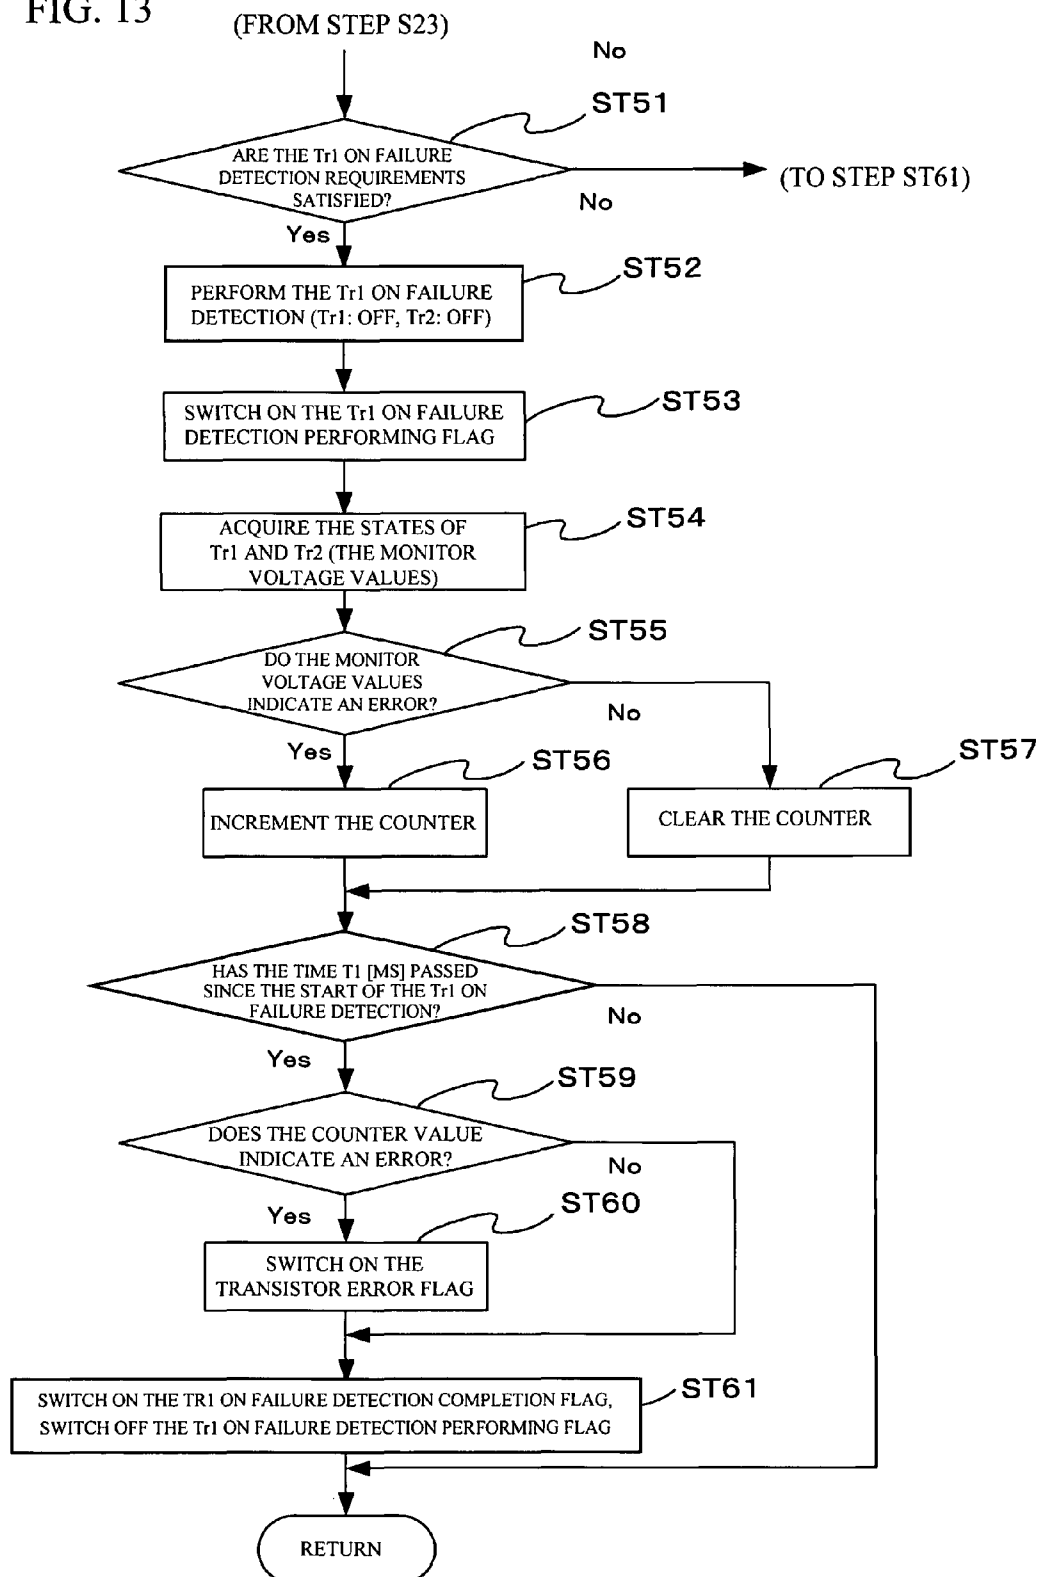 FIG. 13
(FROM STEP S23)
No
ST51
ARE THE Tr1 ON FAILURE
DETECTION REQUIREMENTS
SATISFIED?
(TO STEP ST61)
No
Yes
ST52
PERFORM THE Tr1 ON FAILURE
DETECTION (Tr1: OFF, Tr2: OFF)
ST53
SWITCH ON THE Tr1 ON FAILURE
DETECTION PERFORMING FLAG
ST54
ACQUIRE THE STATES OF
Tr1 AND Tr2 (THE MONITOR
VOLTAGE VALUES)
ST55
DO THE MONITOR
VOLTAGE VALUES
INDICATE AN ERROR?
No
Yes
ST56
ST57
INCREMENT THE COUNTER
CLEAR THE COUNTER
ST58
HAS THE TIME T1 [MS] PASSED
SINCE THE START OF THE Tr1 ON
FAILURE DETECTION?
No
Yes
ST59
DOES THE COUNTER VALUE
INDICATE AN ERROR?
No
Yes
ST60
SWITCH ON THE
TRANSISTOR ERROR FLAG
ST61
SWITCH ON THE TR1 ON FAILURE DETECTION COMPLETION FLAG,
SWITCH OFF THE Tr1 ON FAILURE DETECTION PERFORMING FLAG
RETURN